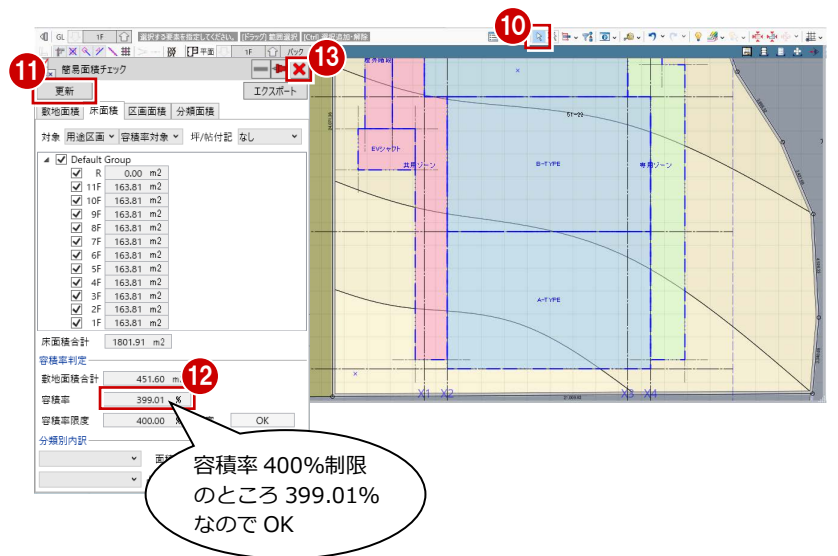 GL 1F 選択する要素を指定してください。 [ドラッグ] 範囲選択 [Ctrl] 選択追加・解除
10
平面 1F バック
11
簡易面積チェック
13
更新 エクスポート
敷地面積 床面積 区画面積 分類面積
対象 用途区画 容積率対象 坪/帖付記 なし
Default Group
R 0.00 m2
11F 163.81 m2
10F 163.81 m2
9F 163.81 m2
8F 163.81 m2
7F 163.81 m2
6F 163.81 m2
5F 163.81 m2
4F 163.81 m2
3F 163.81 m2
2F 163.81 m2
1F 163.81 m2
床面積合計 1801.91 m2
容積率判定
敷地面積合計 451.60 m
12
容積率 399.01 %
容積率限度 400.00 % OK
分類別内訳
容積率 400%制限
のところ 399.01%
なので OK
屋外階段
51-22
EVシャフト
共用ゾーン
B-TYPE
専用ゾーン
A-TYPE
X1 X2 X3 X4